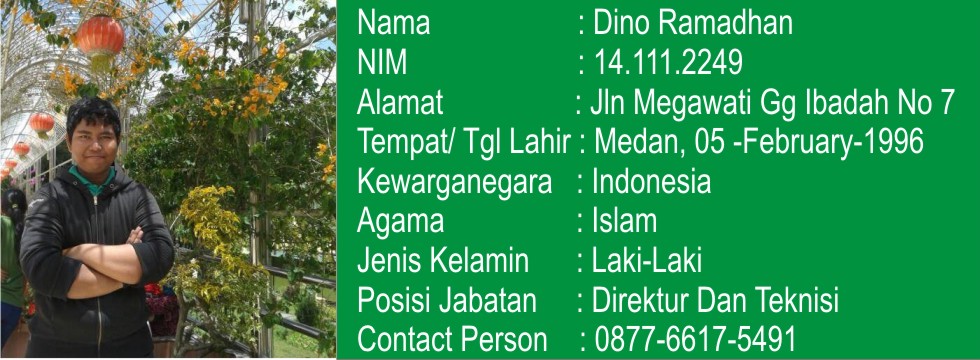 Nama : Dino Ramadhan
NIM : 14.111.2249
Alamat : Jln Megawati Gg Ibadah No 7
Tempat/ Tgl Lahir : Medan, 05 -February-1996
Kewarganegara : Indonesia
Agama : Islam
Jenis Kelamin : Laki-Laki
Posisi Jabatan : Direktur Dan Teknisi
Contact Person : 0877-6617-5491